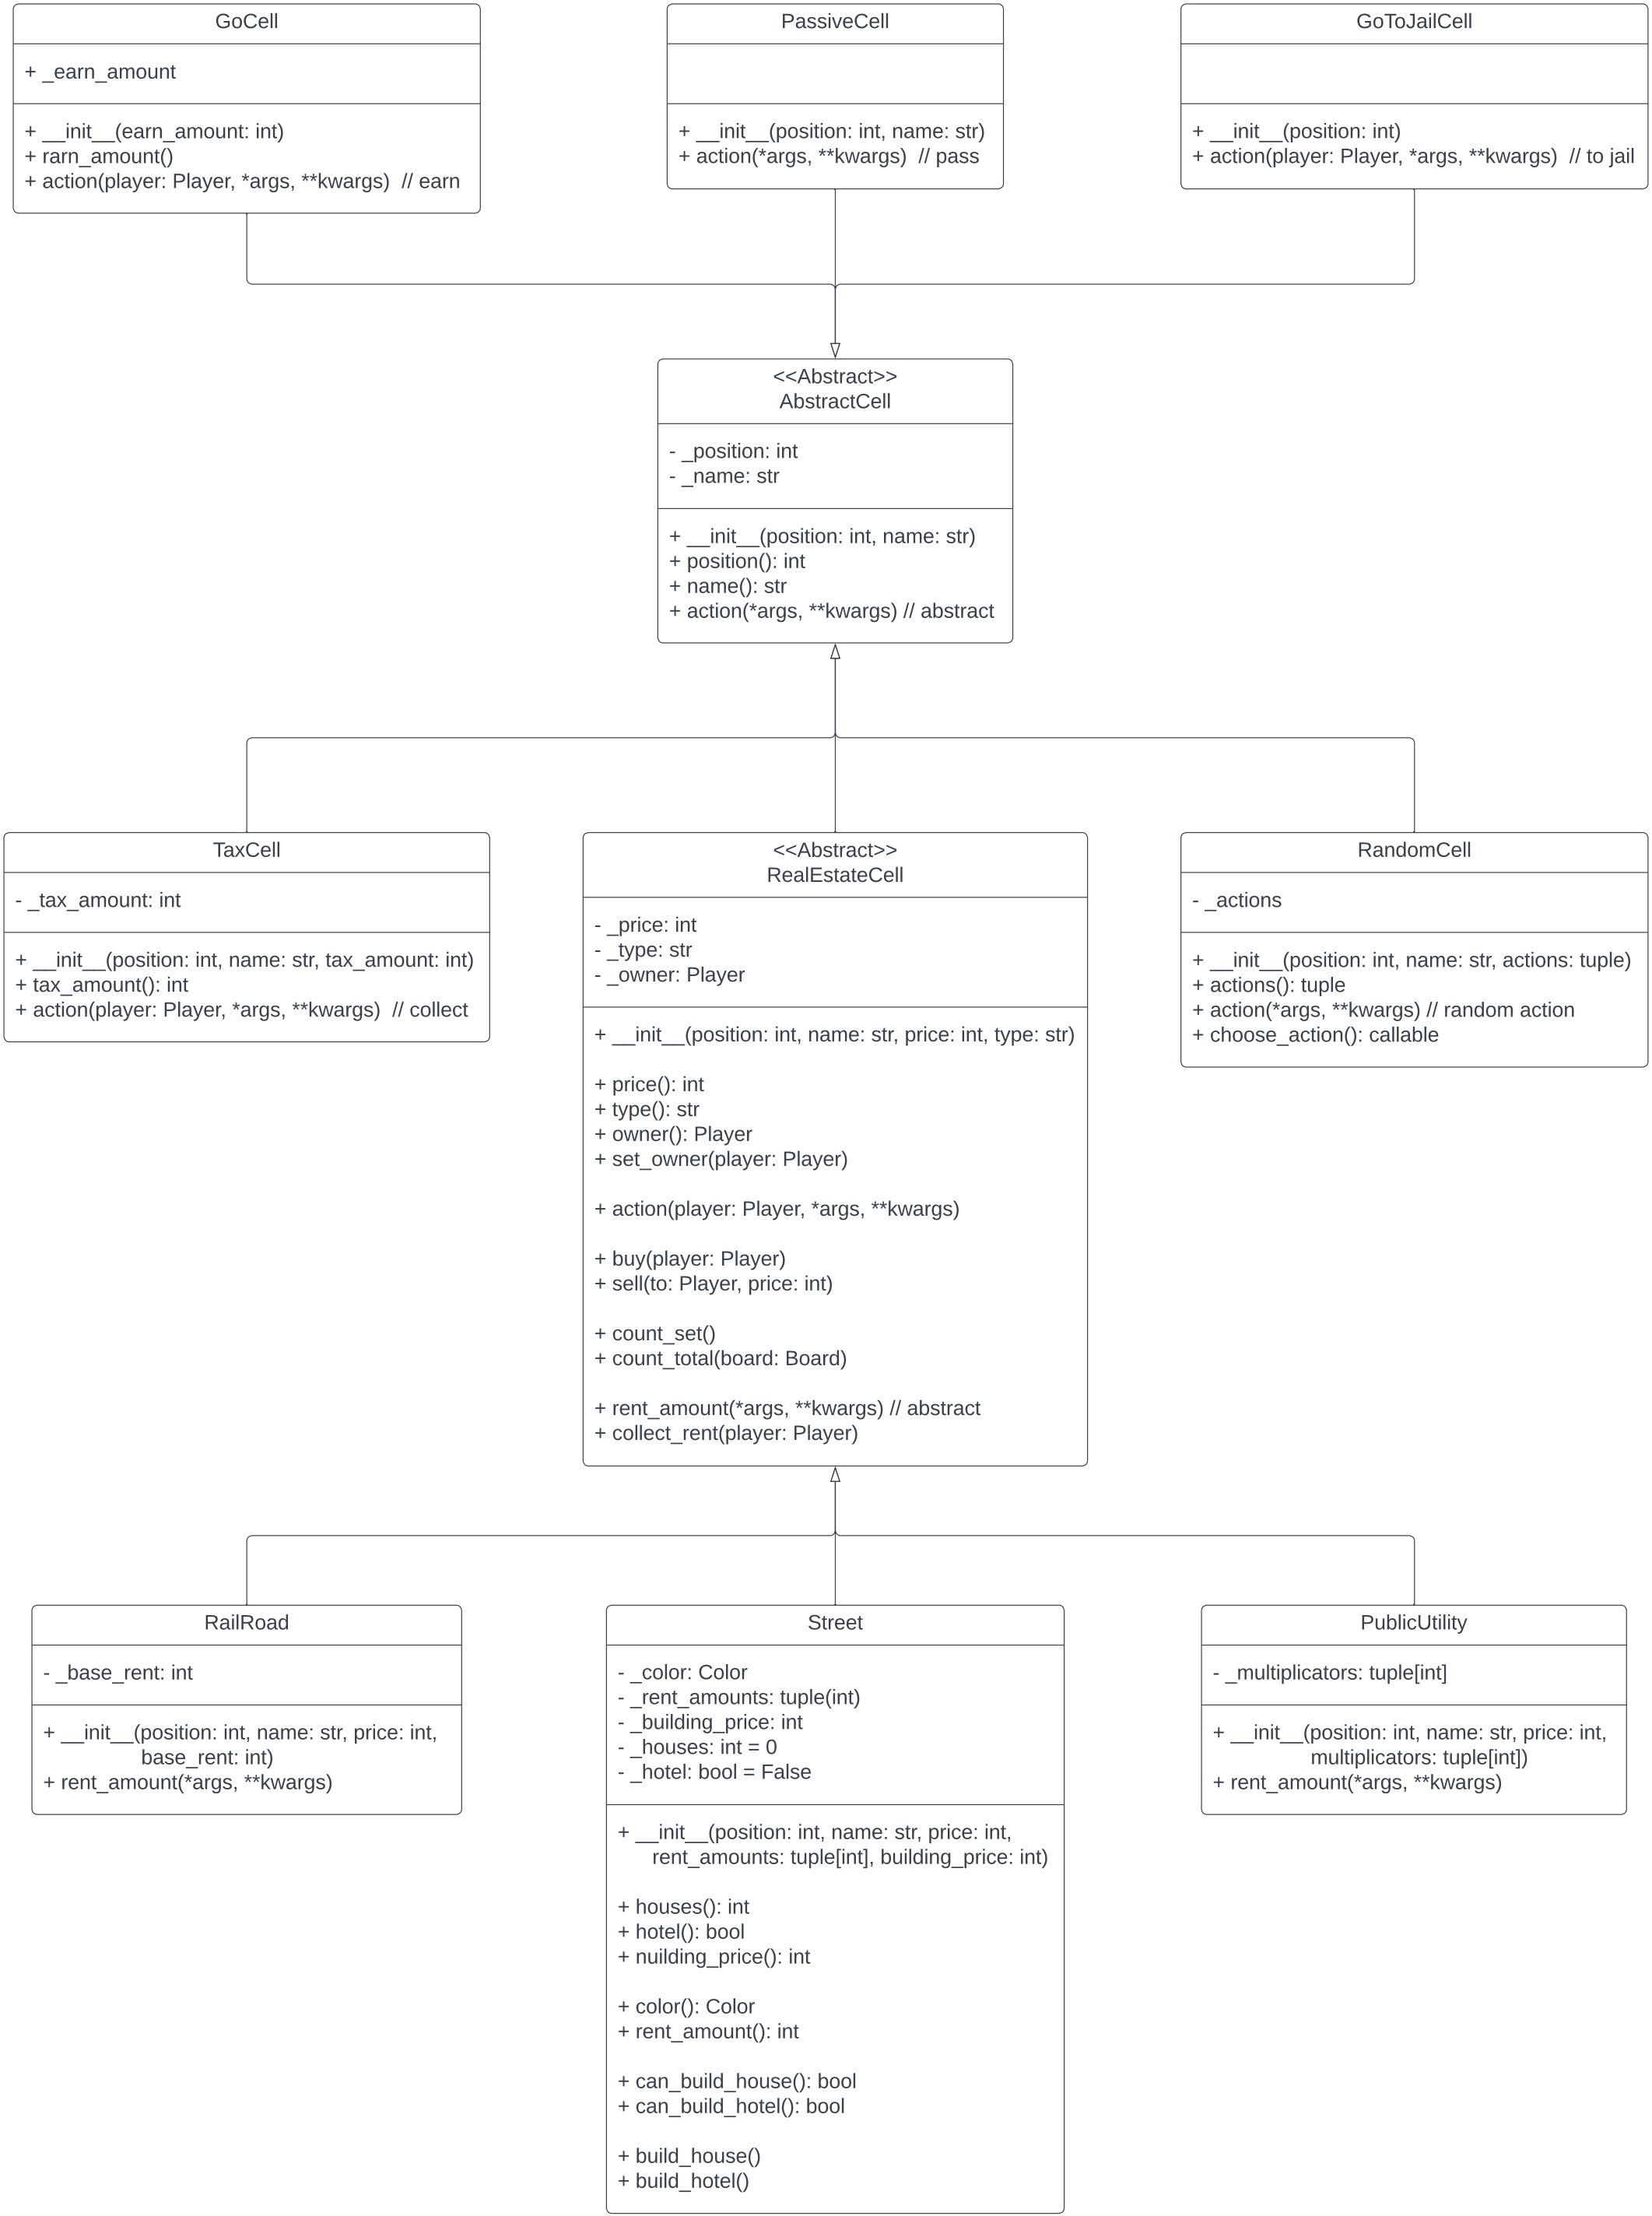 GoCell
+ _earn_amount
+ __init__(earn_amount: int)
+ rarn_amount()
+ action(player: Player, *args, **kwargs)  // earn
PassiveCell
+ __init__(position: int, name: str)
+ action(*args, **kwargs)  // pass
GoToJailCell
+ __init__(position: int)
+ action(player: Player, *args, **kwargs)  // to jail
<<Abstract>>
AbstractCell
- _position: int
- _name: str
+ __init__(position: int, name: str)
+ position(): int
+ name(): str
+ action(*args, **kwargs) // abstract
TaxCell
- _tax_amount: int
+ __init__(position: int, name: str, tax_amount: int)
+ tax_amount(): int
+ action(player: Player, *args, **kwargs)  // collect
<<Abstract>>
RealEstateCell
- _price: int
- _type: str
- _owner: Player
+ __init__(position: int, name: str, price: int, type: str)
+ price(): int
+ type(): str
+ owner(): Player
+ set_owner(player: Player)
+ action(player: Player, *args, **kwargs)
+ buy(player: Player)
+ sell(to: Player, price: int)
+ count_set()
+ count_total(board: Board)
+ rent_amount(*args, **kwargs) // abstract
+ collect_rent(player: Player)
RandomCell
- _actions
+ __init__(position: int, name: str, actions: tuple)
+ actions(): tuple
+ action(*args, **kwargs) // random action
+ choose_action(): callable
RailRoad
- _base_rent: int
+ __init__(position: int, name: str, price: int,
base_rent: int)
+ rent_amount(*args, **kwargs)
Street
- _color: Color
- _rent_amounts: tuple(int)
- _building_price: int
- _houses: int = 0
- _hotel: bool = False
+ __init__(position: int, name: str, price: int,
rent_amounts: tuple[int], building_price: int)
+ houses(): int
+ hotel(): bool
+ nuilding_price(): int
+ color(): Color
+ rent_amount(): int
+ can_build_house(): bool
+ can_build_hotel(): bool
+ build_house()
+ build_hotel()
PublicUtility
- _multiplicators: tuple[int]
+ __init__(position: int, name: str, price: int,
multiplicators: tuple[int])
+ rent_amount(*args, **kwargs)